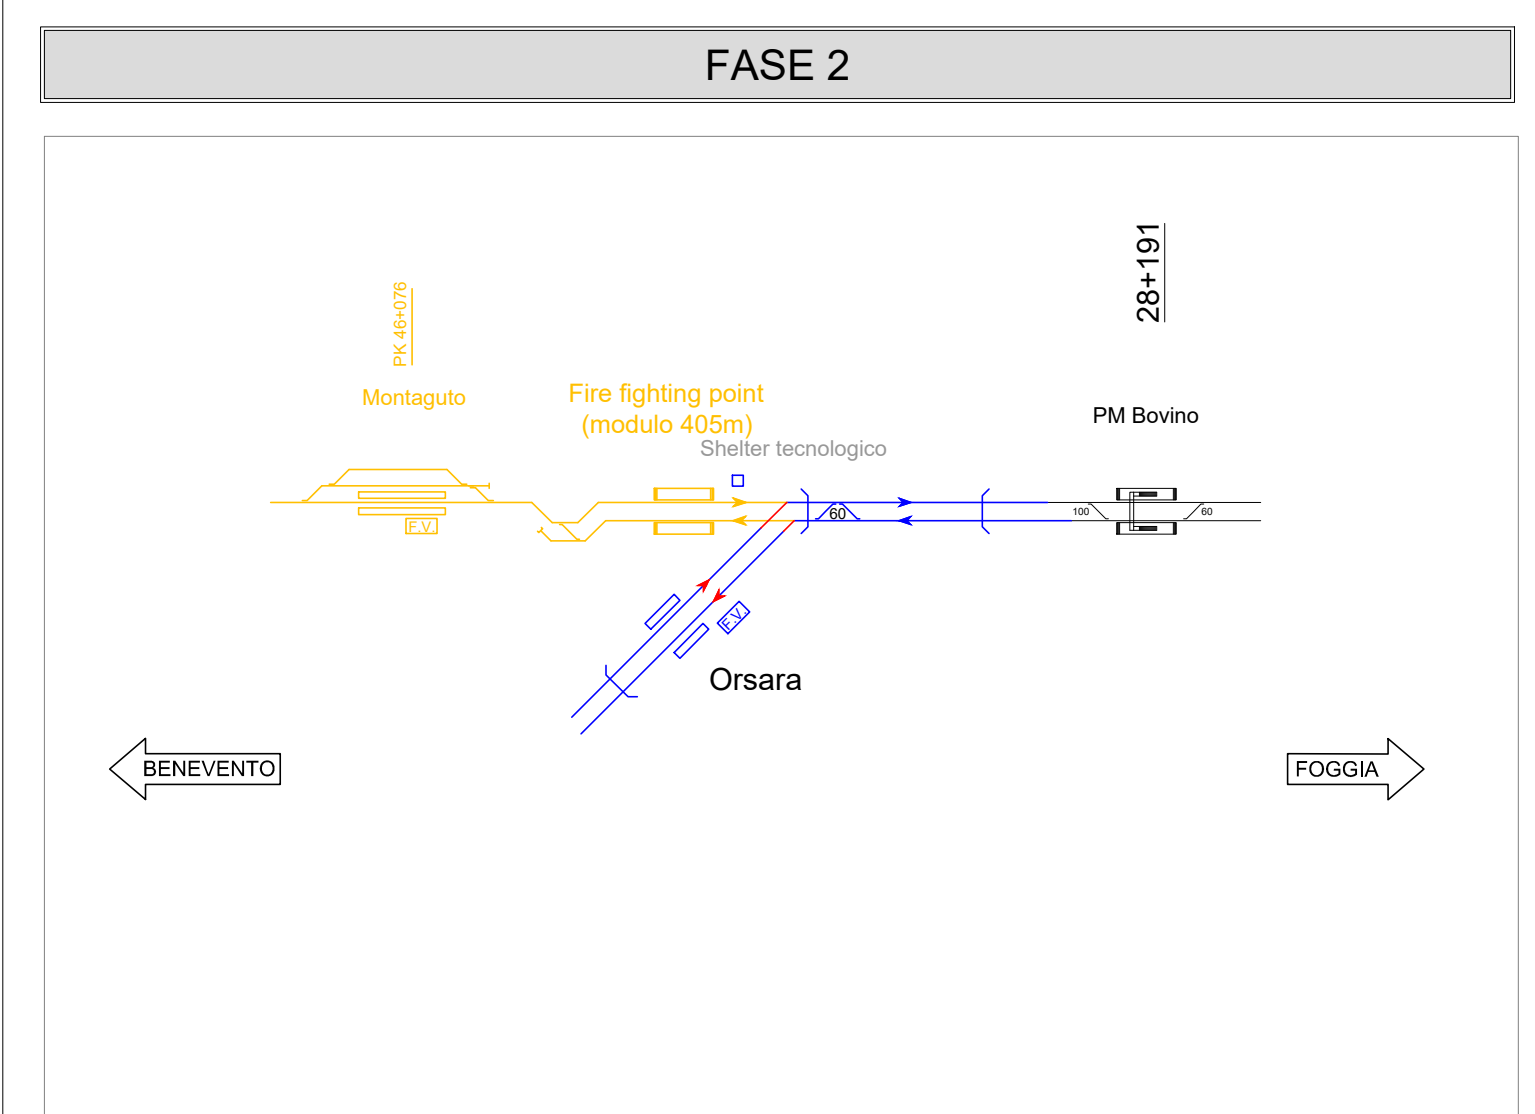 FASE 2
28+191
PK 46+076
Montaguto
Fire fighting point
(modulo 405m)
Shelter tecnologico
PM Bovino
F.V.
60
100
60
F.V.
Orsara
BENEVENTO
FOGGIA